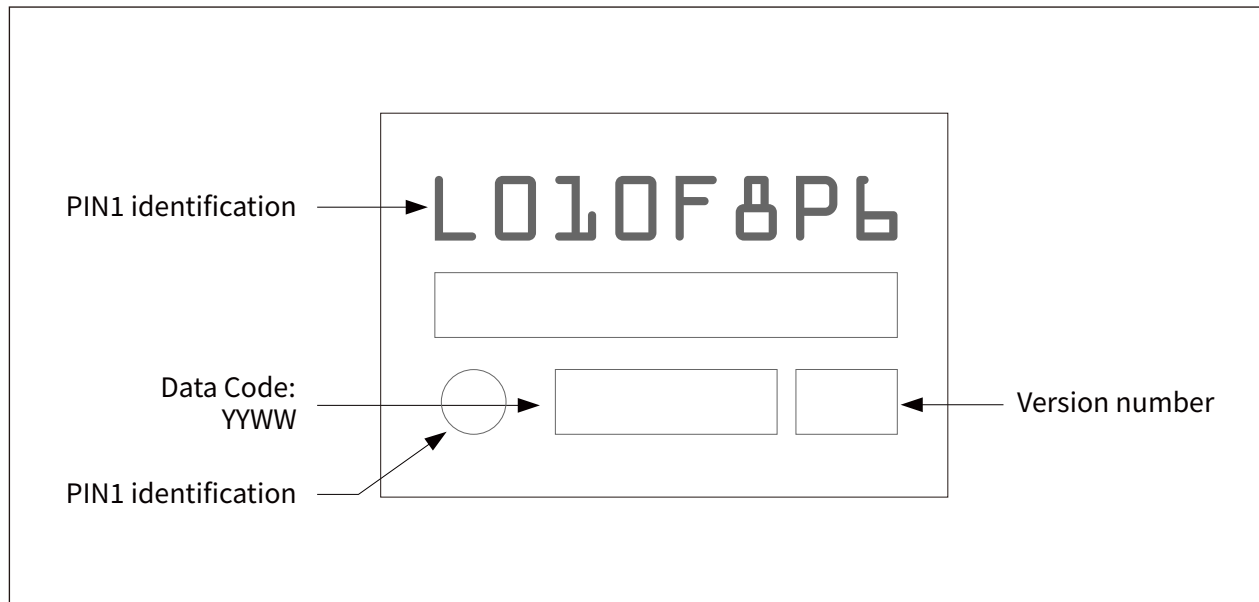 PIN1 identification
L010F8P6
Data Code:
YYWW
Version number
PIN1 identification